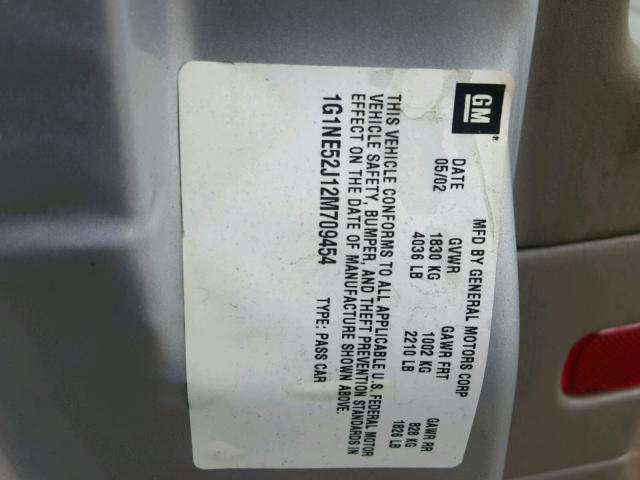 GM
MFD BY GENERAL MOTORS CORP
DATE GVWR GAWR FRT GAWR RR
05/02 1830 KG 1002 KG 828 KG
4036 LB 2210 LB 1826 LB
THIS VEHICLE CONFORMS TO ALL APPLICABLE U.S. FEDERAL MOTOR
VEHICLE SAFETY, BUMPER, AND THEFT PREVENTION STANDARDS IN
EFFECT ON THE DATE OF MANUFACTURE SHOWN ABOVE.
1G1NE52J12M709454 TYPE: PASS CAR